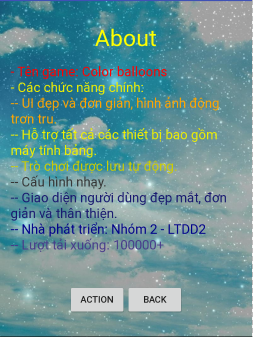 About
- Tên game: Color balloons
- Các chức năng chính:
-- UI đẹp và đơn giản, hình ảnh động
trơn tru.
-- Hỗ trợ tất cả các thiết bị bao gồm
máy tính bảng.
-- Trò chơi được lưu tự động
-- Cấu hình nhạy.
-- Giao diện người dùng đẹp mắt, đơn
giản và thân thiện.
-- Nhà phát triển: Nhóm 2 - LTDD2
-- Lượt tải xuống: 100000+
ACTION BACK